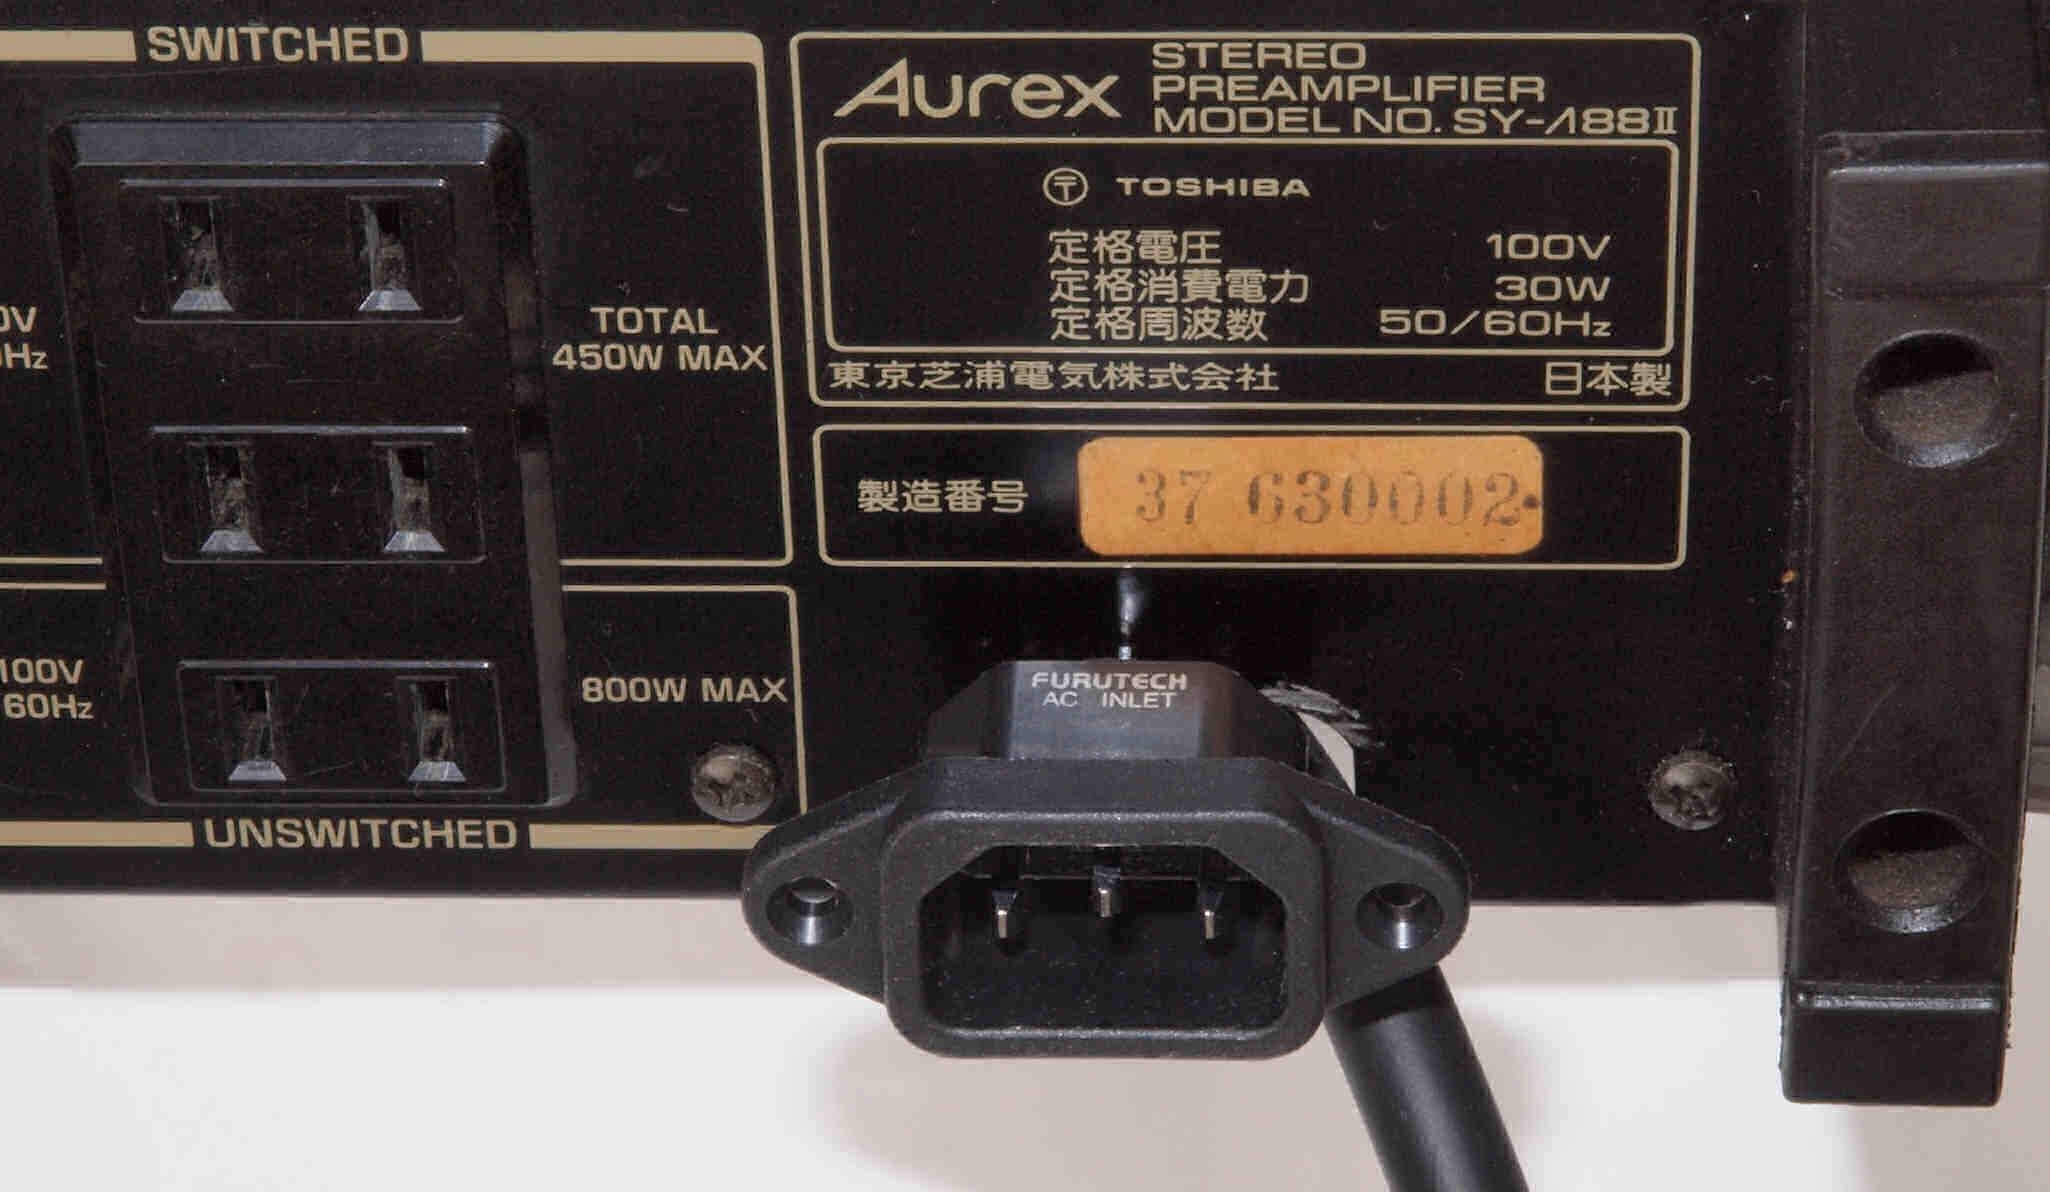 SWITCHED
TOTAL
450W MAX
100V
60Hz
800W MAX
UNSWITCHED
Aurex
STEREO
PREAMPLIFIER
MODEL NO. SY-Λ88II
〒 TOSHIBA
定格電圧 100V
定格消費電力 30W
定格周波数 50/60Hz
東京芝浦電気株式会社 日本製
製造番号 37 630002
FURUTECH
AC INLET